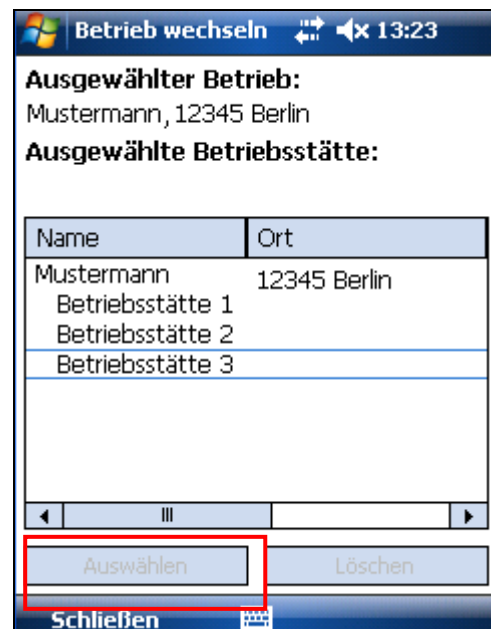 Betrieb wechseln 13:23
Ausgewählter Betrieb:
Mustermann, 12345 Berlin
Ausgewählte Betriebsstätte:
Name Ort
Mustermann 12345 Berlin
Betriebsstätte 1
Betriebsstätte 2
Betriebsstätte 3
Auswählen Löschen
Schließen